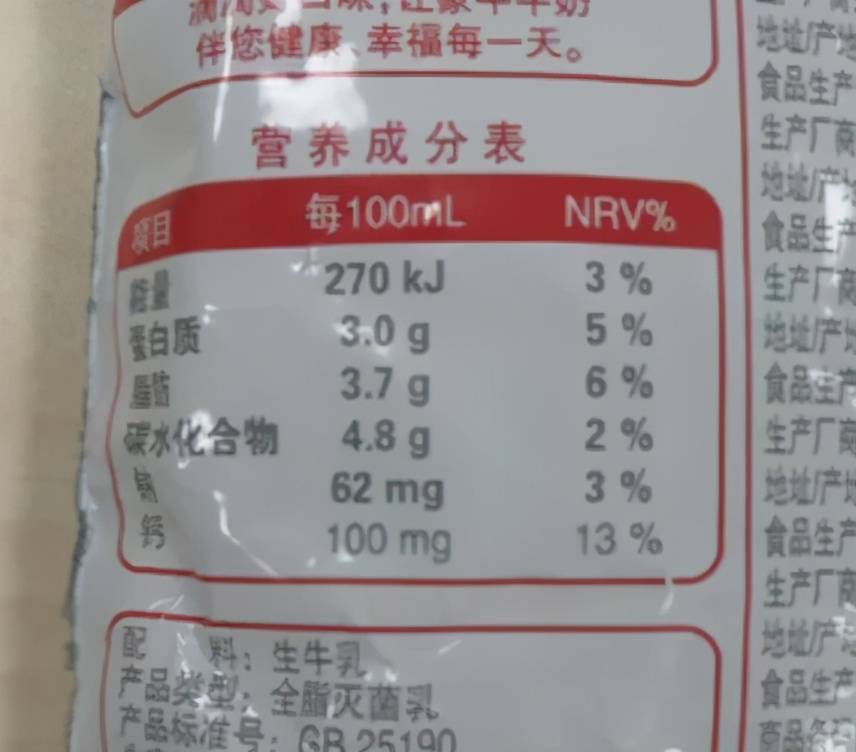 伴您健康、幸福每一天。
营养成分表
项目 每100mL NRV%
能量 270 kJ 3 %
蛋白质 3.0 g 5 %
脂肪 3.7 g 6 %
碳水化合物 4.8 g 2 %
钠 62 mg 3 %
钙 100 mg 13 %
配 料: 生牛乳
产品类型: 全脂灭菌乳
产品标准号: GB 25190
地址/产地
食品生产
生产厂商
地址/产地
食品生产
生产厂商
地址/产地
食品生产
生产厂商
地址/产地
食品生产
生产厂商
地址/产地
食品生产